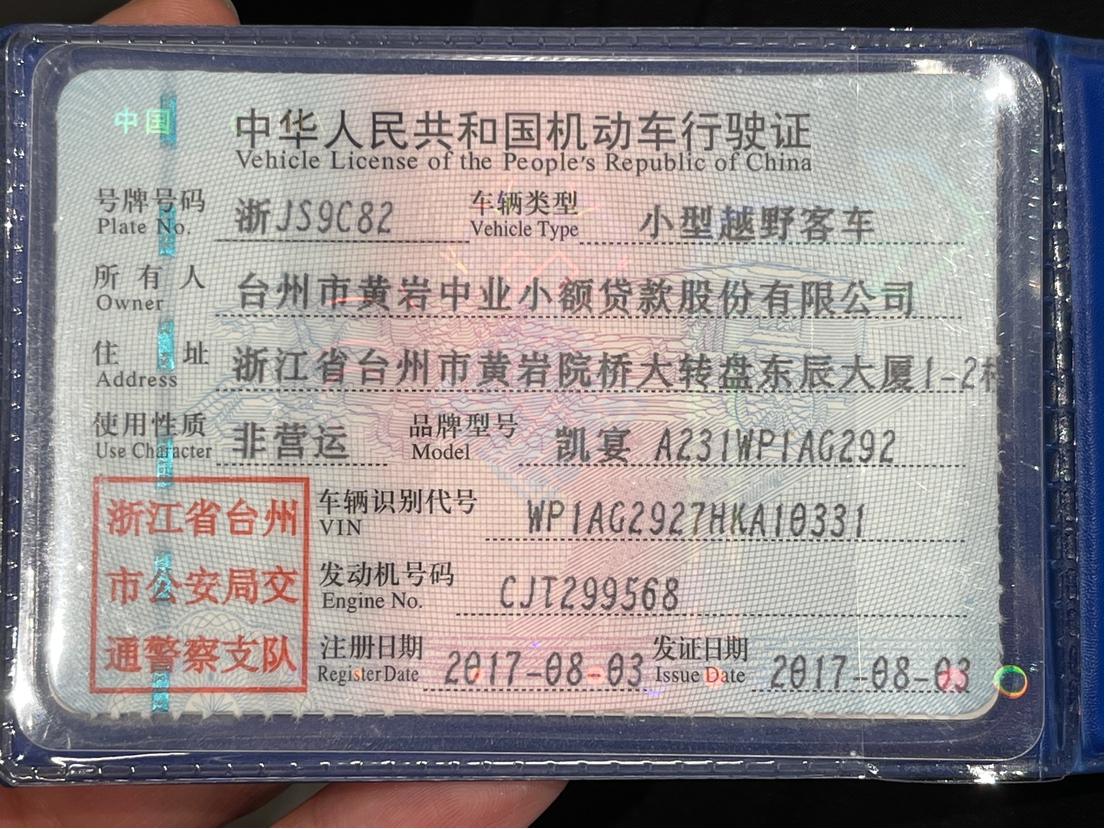 中国
中华人民共和国机动车行驶证
Vehicle License of the People's Republic of China
号牌号码 浙JS9C82 车辆类型 小型越野客车
Plate No. Vehicle Type
所有人 台州市黄岩中业小额贷款股份有限公司
Owner
住址 浙江省台州市黄岩院桥大转盘东辰大厦1-2
Address
使用性质 非营运 品牌型号 凯宴 A231WP1AG292
Use Character Model
浙江省台州
市公安局交
通警察支队
车辆识别代号 WP1AG2927HKA10331
VIN
发动机号码 CJT299568
Engine No.
注册日期 2017-08-03 发证日期 2017-08-03
Register Date Issue Date